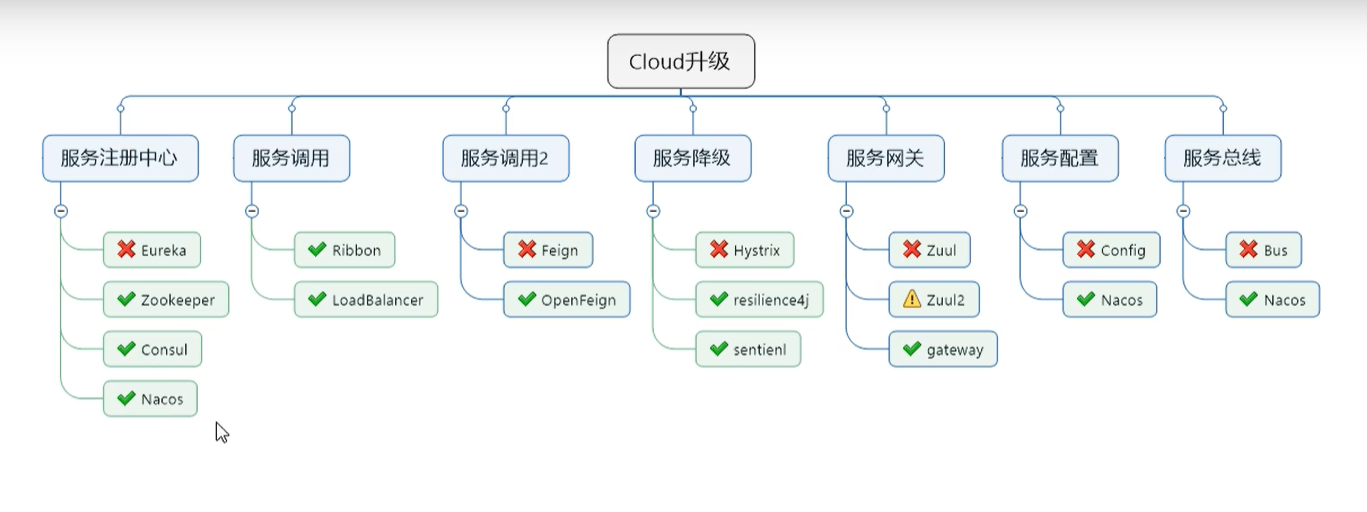 Cloud升级
服务注册中心
服务调用
服务调用2
服务降级
服务网关
服务配置
服务总线
Eureka
Zookeeper
Consul
Nacos
Ribbon
LoadBalancer
Feign
OpenFeign
Hystrix
resilience4j
sentienl
Zuul
Zuul2
gateway
Config
Nacos
Bus
Nacos